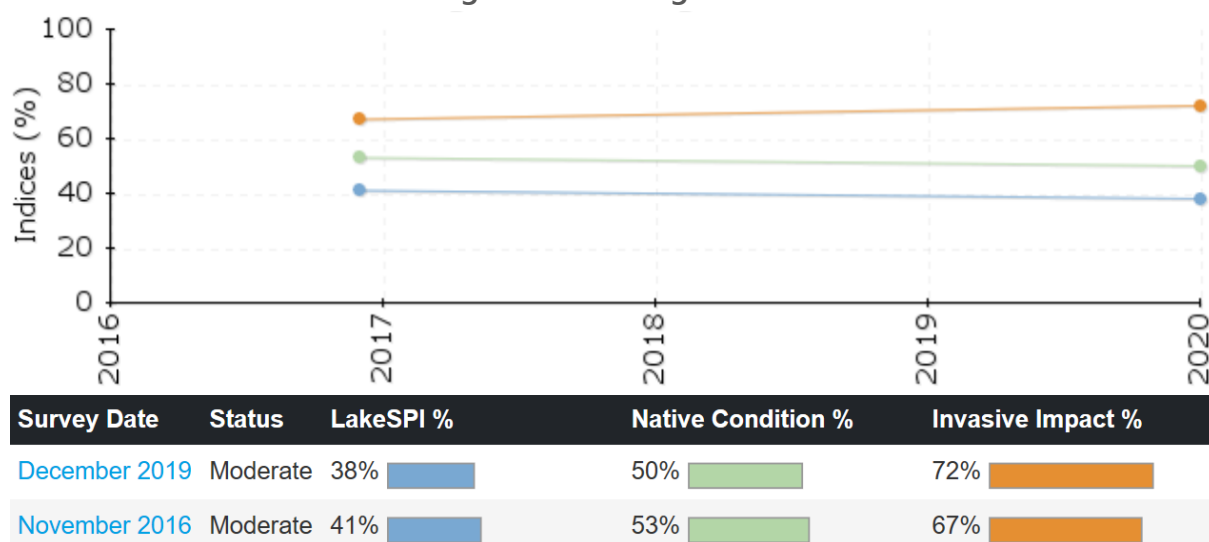 100
80
60
40
20
0
Indices (%)
2016 2017 2018 2019 2020
Survey Date Status LakeSPI % Native Condition % Invasive Impact %
December 2019 Moderate 38% 50% 72%
November 2016 Moderate 41% 53% 67%